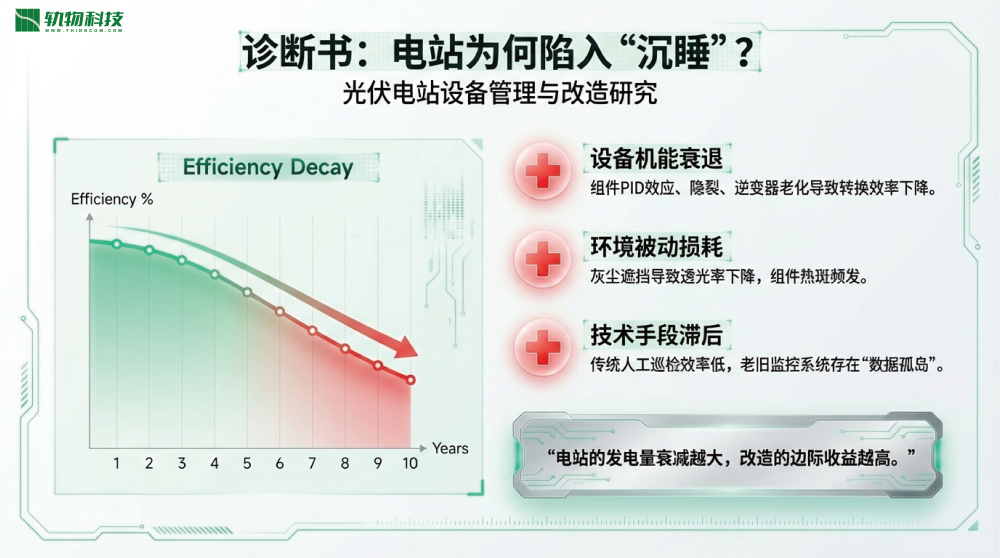 轨物科技
WWW.THINGCOM.COM
诊断书：电站为何陷入“沉睡”？
光伏电站设备管理与改造研究
Efficiency Decay
Efficiency %
Years
1 2 3 4 5 6 7 8 9 10
设备机能衰退
组件PID效应、隐裂、逆变器老化导致转换效率下降。
环境被动损耗
灰尘遮挡导致透光率下降，组件热斑频发。
技术手段滞后
传统人工巡检效率低，老旧监控系统存在“数据孤岛”。
“电站的发电量衰减越大，改造的边际收益越高。”